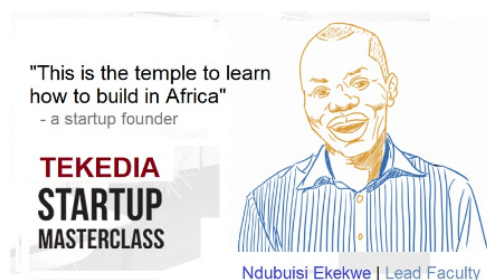 "This is the temple to learn
how to build in Africa"
- a startup founder
TEKEDIA
STARTUP
MASTERCLASS
Ndubuisi Ekekwe | Lead Faculty